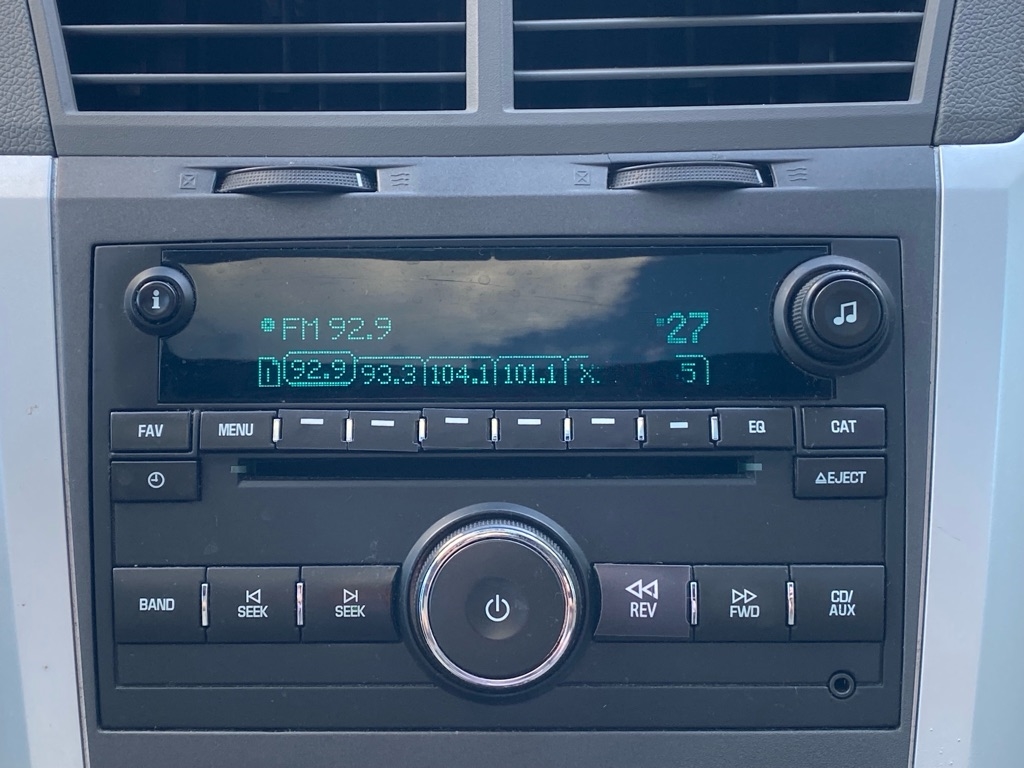 i
FM 92.9
27
92.9 93.3 104.1 101.1
FAV
MENU
EQ
CAT
EJECT
BAND
SEEK
SEEK
REV
FWD
CD/
AUX